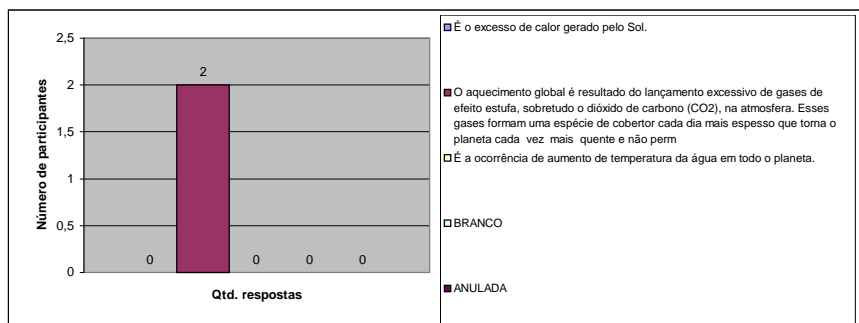 Número de participantes
2,5
2
1,5
1
0,5
0
0
2
0
0
0
Qtd. respostas
É o excesso de calor gerado pelo Sol.
O aquecimento global é resultado do lançamento excessivo de gases de
efeito estufa, sobretudo o dióxido de carbono (CO2), na atmosfera. Esses
gases formam uma espécie de cobertor cada dia mais espesso que torna o
planeta cada vez mais quente e não perm
É a ocorrência de aumento de temperatura da água em todo o planeta.
BRANCO
ANULADA